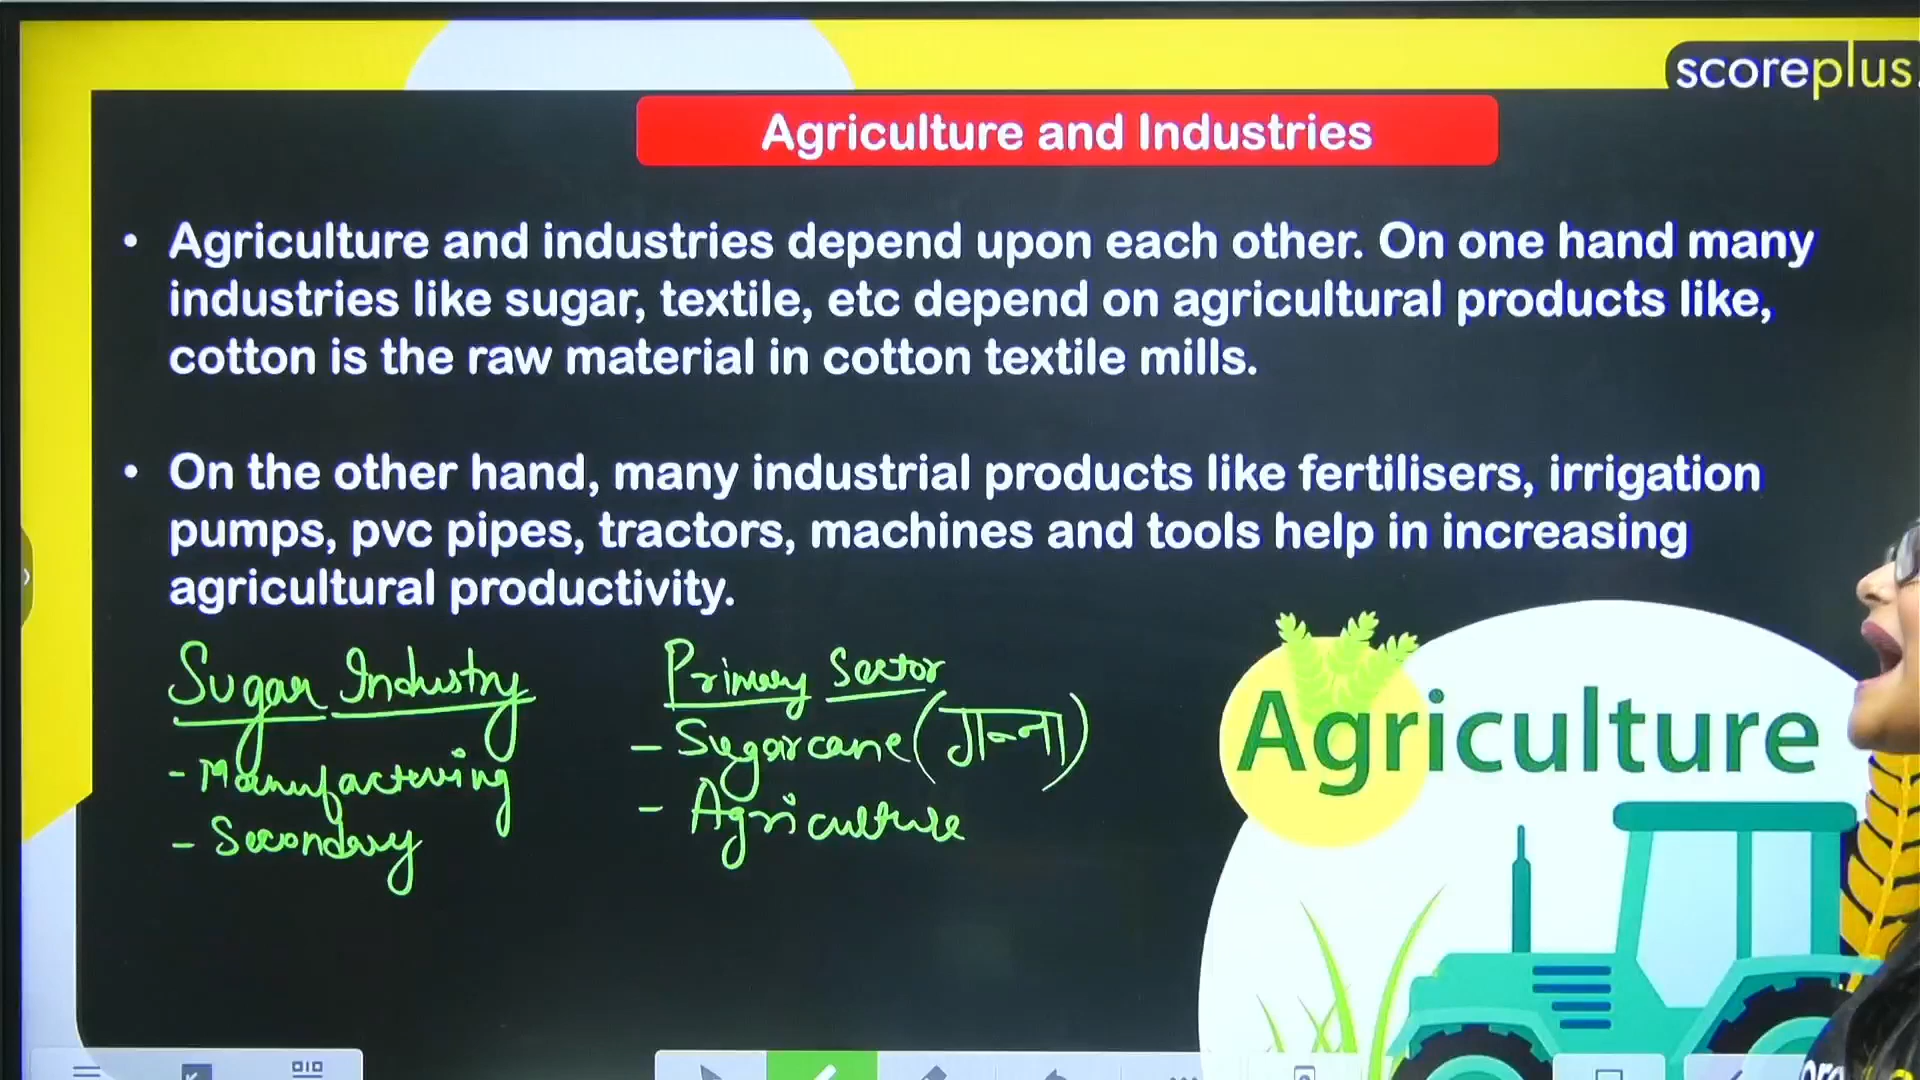 scoreplus.
Agriculture and Industries
• Agriculture and industries depend upon each other. On one hand many
industries like sugar, textile, etc depend on agricultural products like,
cotton is the raw material in cotton textile mills.
• On the other hand, many industrial products like fertilisers, irrigation
pumps, pvc pipes, tractors, machines and tools help in increasing
agricultural productivity.
Sugar Industry
- Manufacturing
- Secondary
Primary Sector
- Sugarcane (गन्ना)
- Agriculture
Agriculture